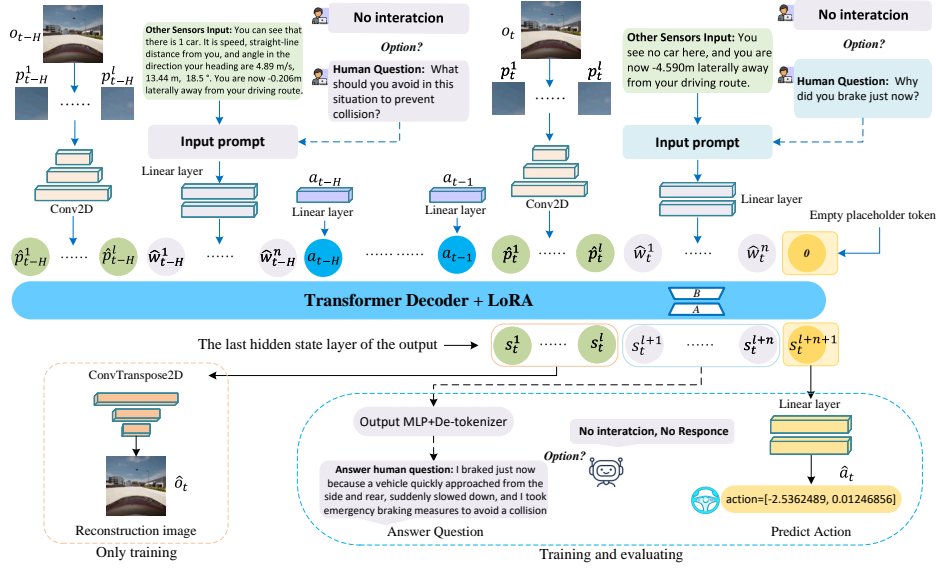 o_{t-H}
p^1_{t-H}
p^l_{t-H}
......
Conv2D
Other Sensors Input: You can see that
there is 1 car. It is speed, straight-line
distance from you, and angle in the
direction your heading are 4.89 m/s,
13.44 m, 18.5 °. You are now -0.206m
laterally away from your driving route.
No interatcion
Option?
Human Question: What
should you avoid in this
situation to prevent
collision?
Input prompt
Linear layer
a_{t-H}
Linear layer
a_{t-1}
Linear layer
o_t
p^1_t
p^l_t
......
Conv2D
Other Sensors Input: You
see no car here, and you are
now -4.590m laterally away
from your driving route.
No interatcion
Option?
Human Question: Why
did you brake just now?
Input prompt
Linear layer
Empty placeholder token
p̂^1_{t-H} ...... p̂^l_{t-H} ŵ^1_{t-H} ...... ŵ^n_{t-H} a_{t-H} ...... ...... a_{t-1} p̂^1_t ...... p̂^l_t ŵ^1_t ...... ŵ^n_t 0
Transformer Decoder + LoRA
B
A
The last hidden state layer of the output
s^1_t ...... s^l_t s^{l+1}_t ...... s^{l+n}_t s^{l+n+1}_t
ConvTranspose2D
ô_t
Reconstruction image
Only training
Output MLP+De-tokenizer
Answer human question: I braked just now
because a vehicle quickly approached from the
side and rear, suddenly slowed down, and I took
emergency braking measures to avoid a collision
Answer Question
No interatcion, No Responce
Option?
Linear layer
â_t
action=[-2.5362489, 0.01246856]
Predict Action
Training and evaluating